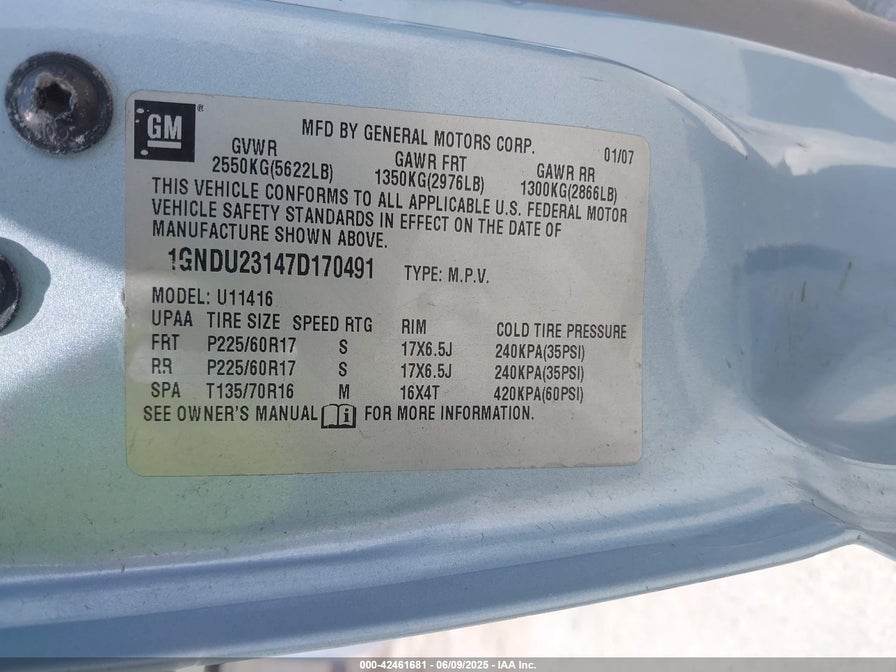 GM ®
MFD BY GENERAL MOTORS CORP. 01/07
GVWR GAWR FRT GAWR RR
2550KG(5622LB) 1350KG(2976LB) 1300KG(2866LB)
THIS VEHICLE CONFORMS TO ALL APPLICABLE U.S. FEDERAL MOTOR
VEHICLE SAFETY STANDARDS IN EFFECT ON THE DATE OF
MANUFACTURE SHOWN ABOVE.
1GNDU23147D170491 TYPE: M.P.V.
MODEL: U11416
UPAA TIRE SIZE SPEED RTG RIM COLD TIRE PRESSURE
FRT P225/60R17 S 17X6.5J 240KPA(35PSI)
RR P225/60R17 S 17X6.5J 240KPA(35PSI)
SPA T135/70R16 M 16X4T 420KPA(60PSI)
SEE OWNER'S MANUAL FOR MORE INFORMATION.
000-42461681 - 06/09/2025 - IAA Inc.